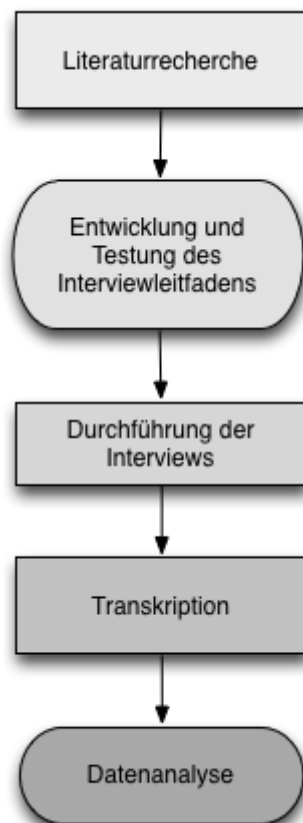 Literaturrecherche
Entwicklung und
Testung des
Interviewleitfadens
Durchführung der
Interviews
Transkription
Datenanalyse